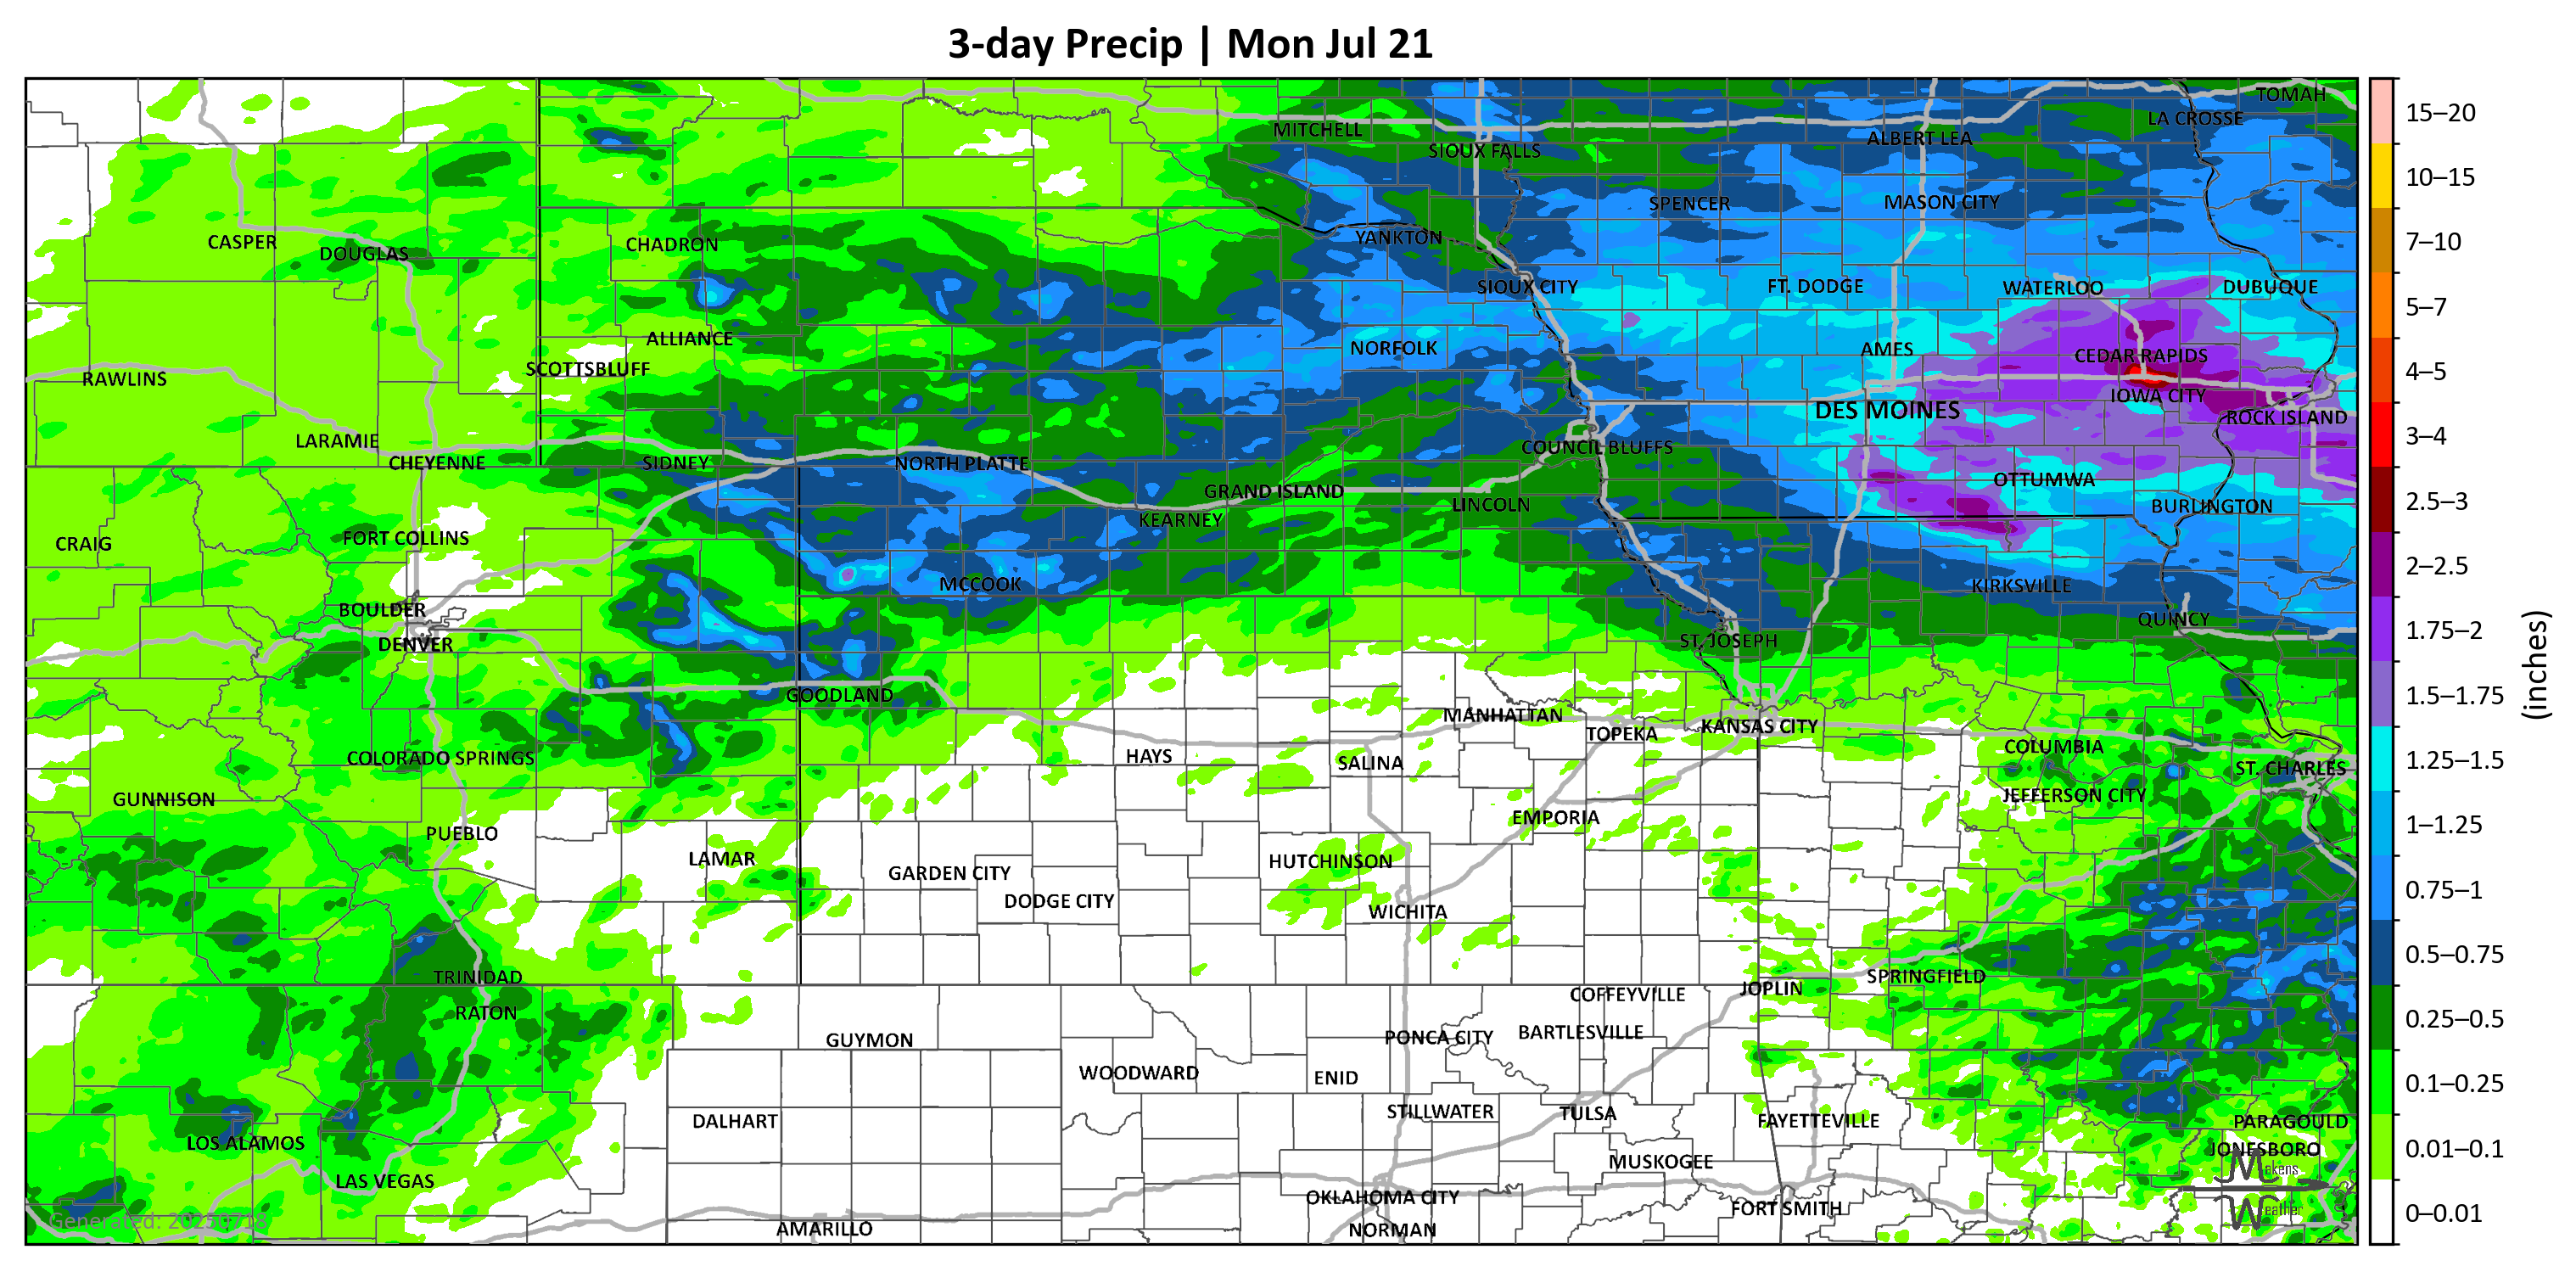 3-day Precip | Mon Jul 21
TOMAH
LA CROSSE
MITCHELL
ALBERT LEA
SIOUX FALLS
SPENCER
MASON CITY
YANKTON
CASPER
CHADRON
DOUGLAS
SIOUX CITY
FT. DODGE
WATERLOO
DUBUQUE
ALLIANCE
NORFOLK
AMES
CEDAR RAPIDS
SCOTTSBLUFF
RAWLINS
IOWA CITY
DES MOINES
ROCK ISLAND
LARAMIE
COUNCIL BLUFFS
CHEYENNE
SIDNEY
NORTH PLATTE
OTTUMWA
GRAND ISLAND
LINCOLN
BURLINGTON
KEARNEY
FORT COLLINS
CRAIG
MCCOOK
KIRKSVILLE
BOULDER
QUINCY
DENVER
ST. JOSEPH
GOODLAND
MANHATTAN
KANSAS CITY
TOPEKA
COLUMBIA
COLORADO SPRINGS
HAYS
SALINA
ST. CHARLES
GUNNISON
JEFFERSON CITY
EMPORIA
PUEBLO
LAMAR
HUTCHINSON
GARDEN CITY
DODGE CITY
WICHITA
TRINIDAD
SPRINGFIELD
JOPLIN
COFFEYVILLE
RATON
BARTLESVILLE
PONCA CITY
GUYMON
WOODWARD
ENID
STILLWATER
TULSA
DALHART
FAYETTEVILLE
PARAGOULD
LOS ALAMOS
JONESBORO
MUSKOGEE
LAS VEGAS
OKLAHOMA CITY
FORT SMITH
AMARILLO
NORMAN
Generated: 20250718
Makens
Weather
15–20
10–15
7–10
5–7
4–5
3–4
2.5–3
2–2.5
1.75–2
1.5–1.75
1.25–1.5
1–1.25
0.75–1
0.5–0.75
0.25–0.5
0.1–0.25
0.01–0.1
0–0.01
(inches)